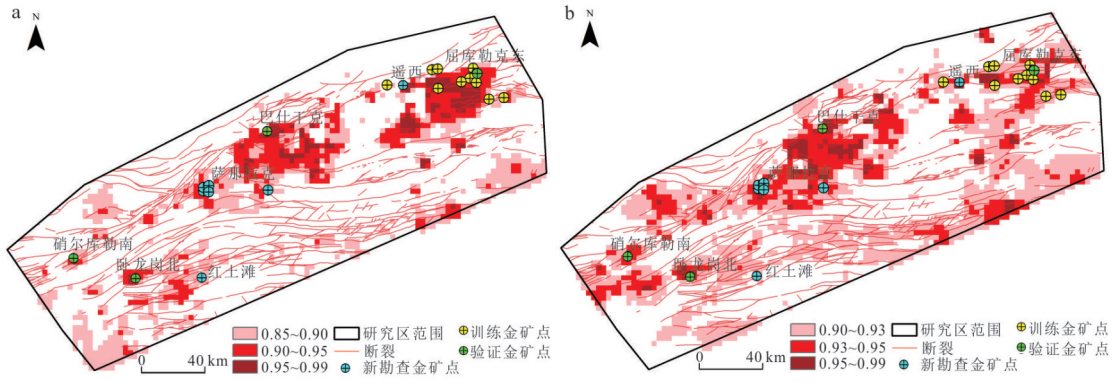 a
N
屈库勒克东
遥西
巴什干克
萨那
硝尔库勒南
卧龙岗北
红土滩
0.85~0.90
0.90~0.95
0.95~0.99
研究区范围
断裂
新勘查金矿点
训练金矿点
验证金矿点
0 40 km
b
N
屈库勒克东
遥西
巴什干克
硝尔库勒南
卧龙岗北
红土滩
0.90~0.93
0.93~0.95
0.95~0.99
研究区范围
断裂
新勘查金矿点
训练金矿点
验证金矿点
0 40 km